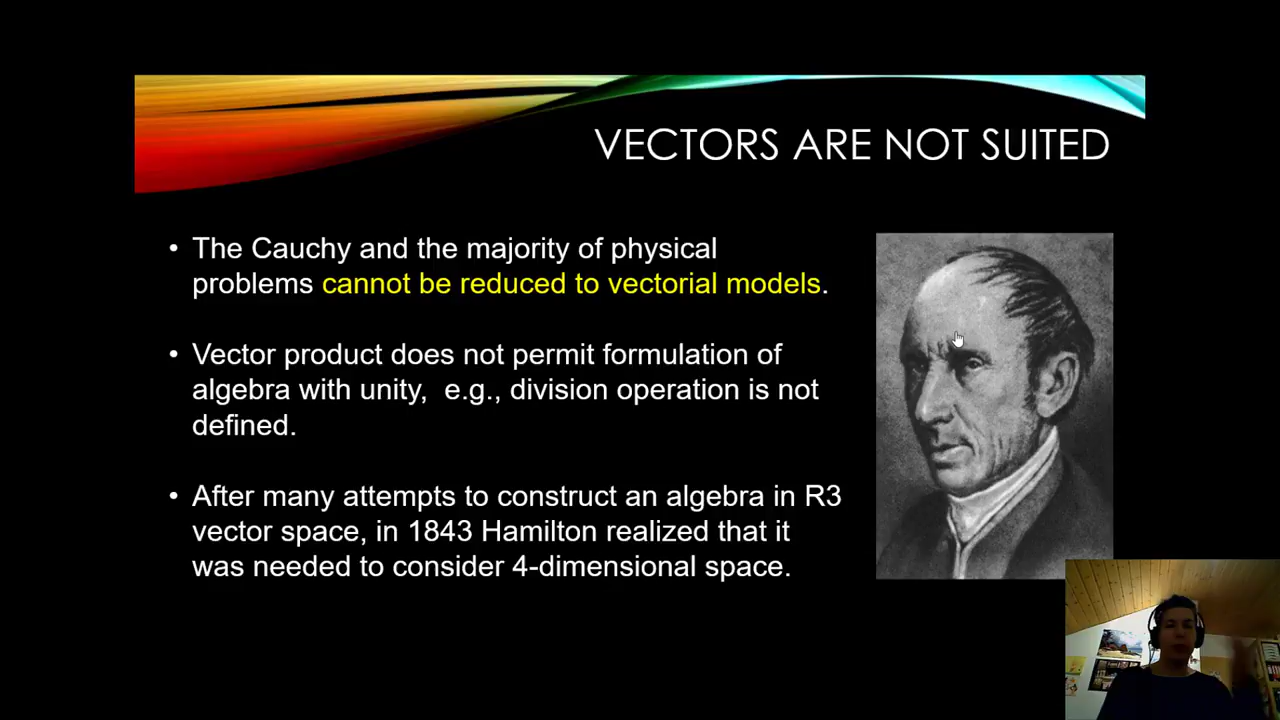 VECTORS ARE NOT SUITED
• The Cauchy and the majority of physical
problems cannot be reduced to vectorial models.
• Vector product does not permit formulation of
algebra with unity,  e.g., division operation is not
defined.
• After many attempts to construct an algebra in R3
vector space, in 1843 Hamilton realized that it
was needed to consider 4-dimensional space.